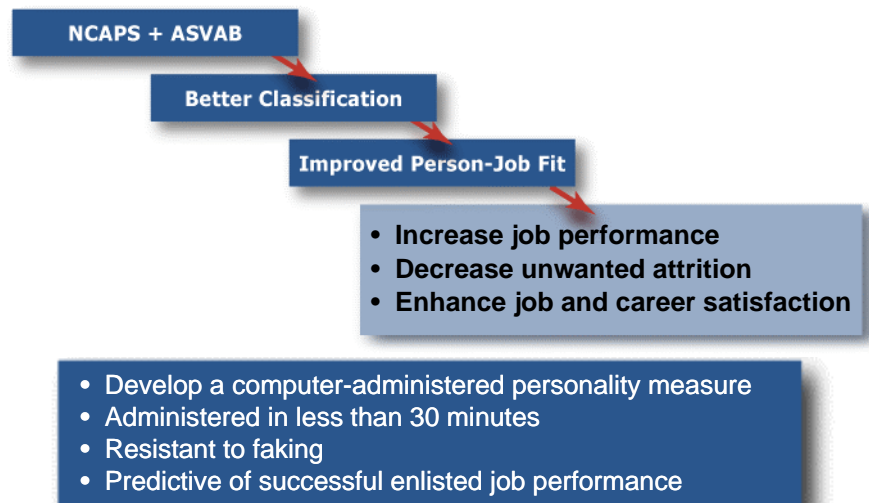 NCAPS + ASVAB
Better Classification
Improved Person-Job Fit
• Increase job performance
• Decrease unwanted attrition
• Enhance job and career satisfaction
• Develop a computer-administered personality measure
• Administered in less than 30 minutes
• Resistant to faking
• Predictive of successful enlisted job performance